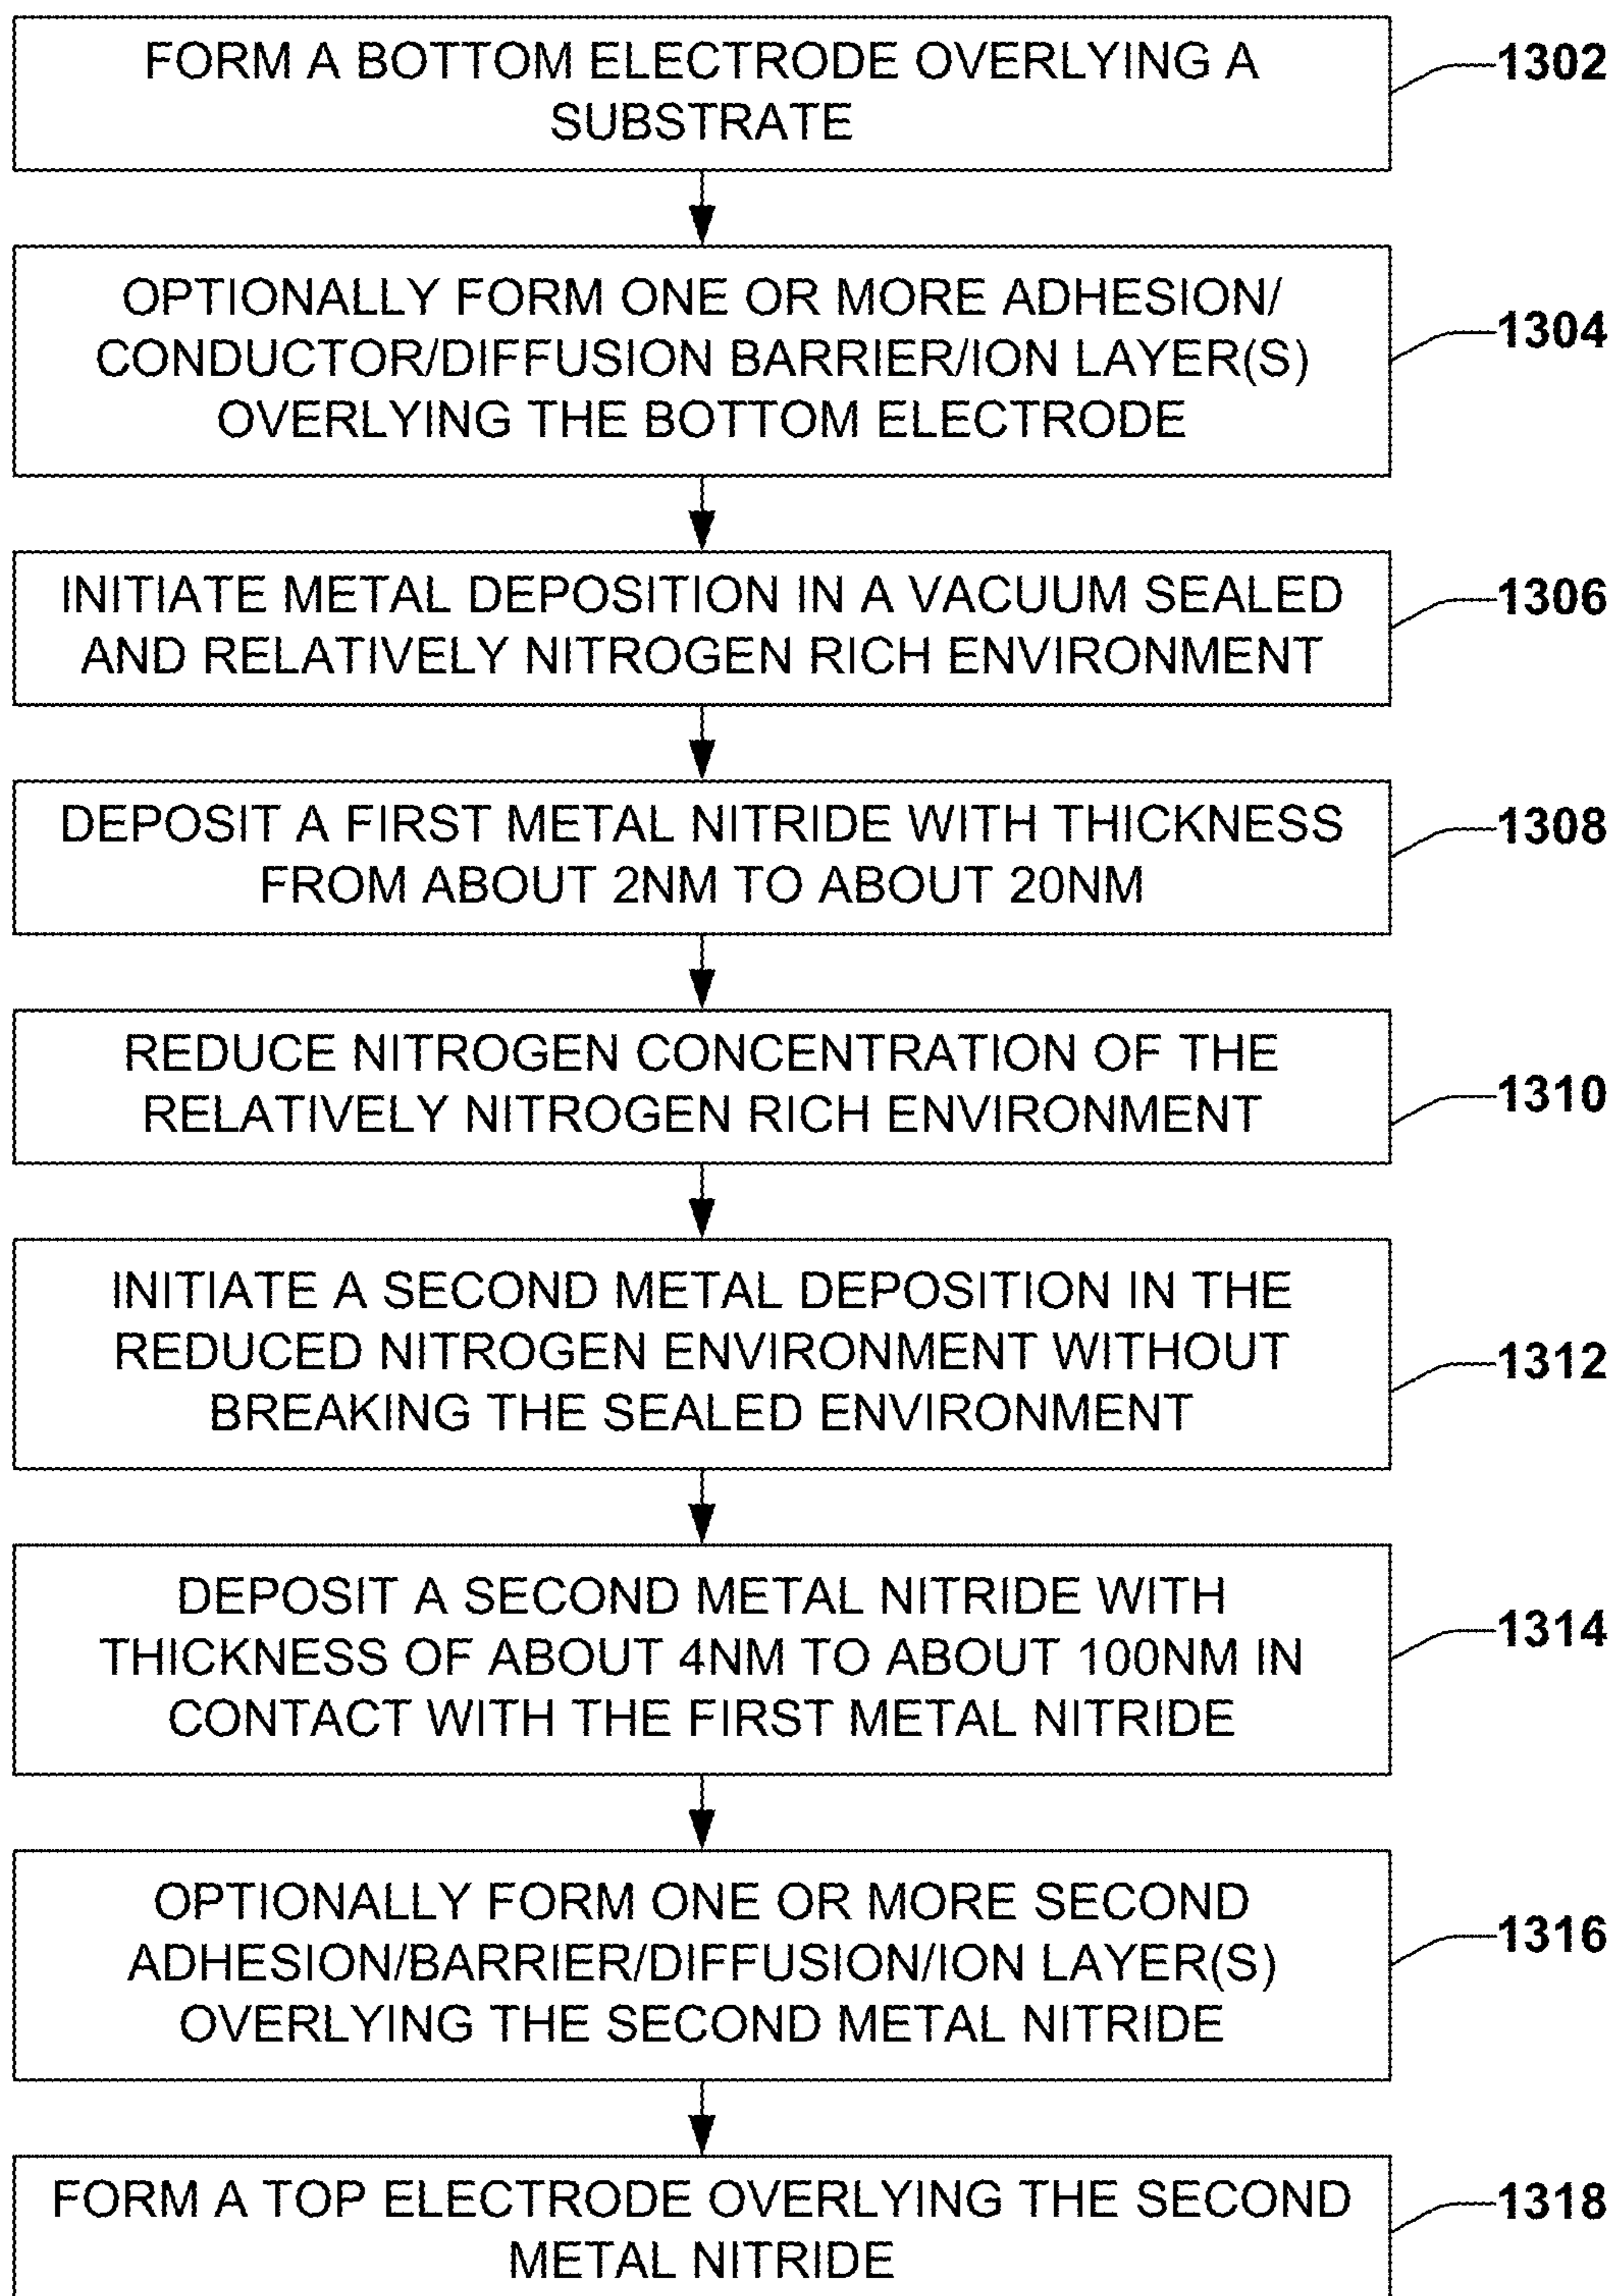 FORM A BOTTOM ELECTRODE OVERLYING A
SUBSTRATE
1302
OPTIONALLY FORM ONE OR MORE ADHESION/
CONDUCTOR/DIFFUSION BARRIER/ION LAYER(S)
OVERLYING THE BOTTOM ELECTRODE
1304
INITIATE METAL DEPOSITION IN A VACUUM SEALED
AND RELATIVELY NITROGEN RICH ENVIRONMENT
1306
DEPOSIT A FIRST METAL NITRIDE WITH THICKNESS
FROM ABOUT 2NM TO ABOUT 20NM
1308
REDUCE NITROGEN CONCENTRATION OF THE
RELATIVELY NITROGEN RICH ENVIRONMENT
1310
INITIATE A SECOND METAL DEPOSITION IN THE
REDUCED NITROGEN ENVIRONMENT WITHOUT
BREAKING THE SEALED ENVIRONMENT
1312
DEPOSIT A SECOND METAL NITRIDE WITH
THICKNESS OF ABOUT 4NM TO ABOUT 100NM IN
CONTACT WITH THE FIRST METAL NITRIDE
1314
OPTIONALLY FORM ONE OR MORE SECOND
ADHESION/BARRIER/DIFFUSION/ION LAYER(S)
OVERLYING THE SECOND METAL NITRIDE
1316
FORM A TOP ELECTRODE OVERLYING THE SECOND
METAL NITRIDE
1318